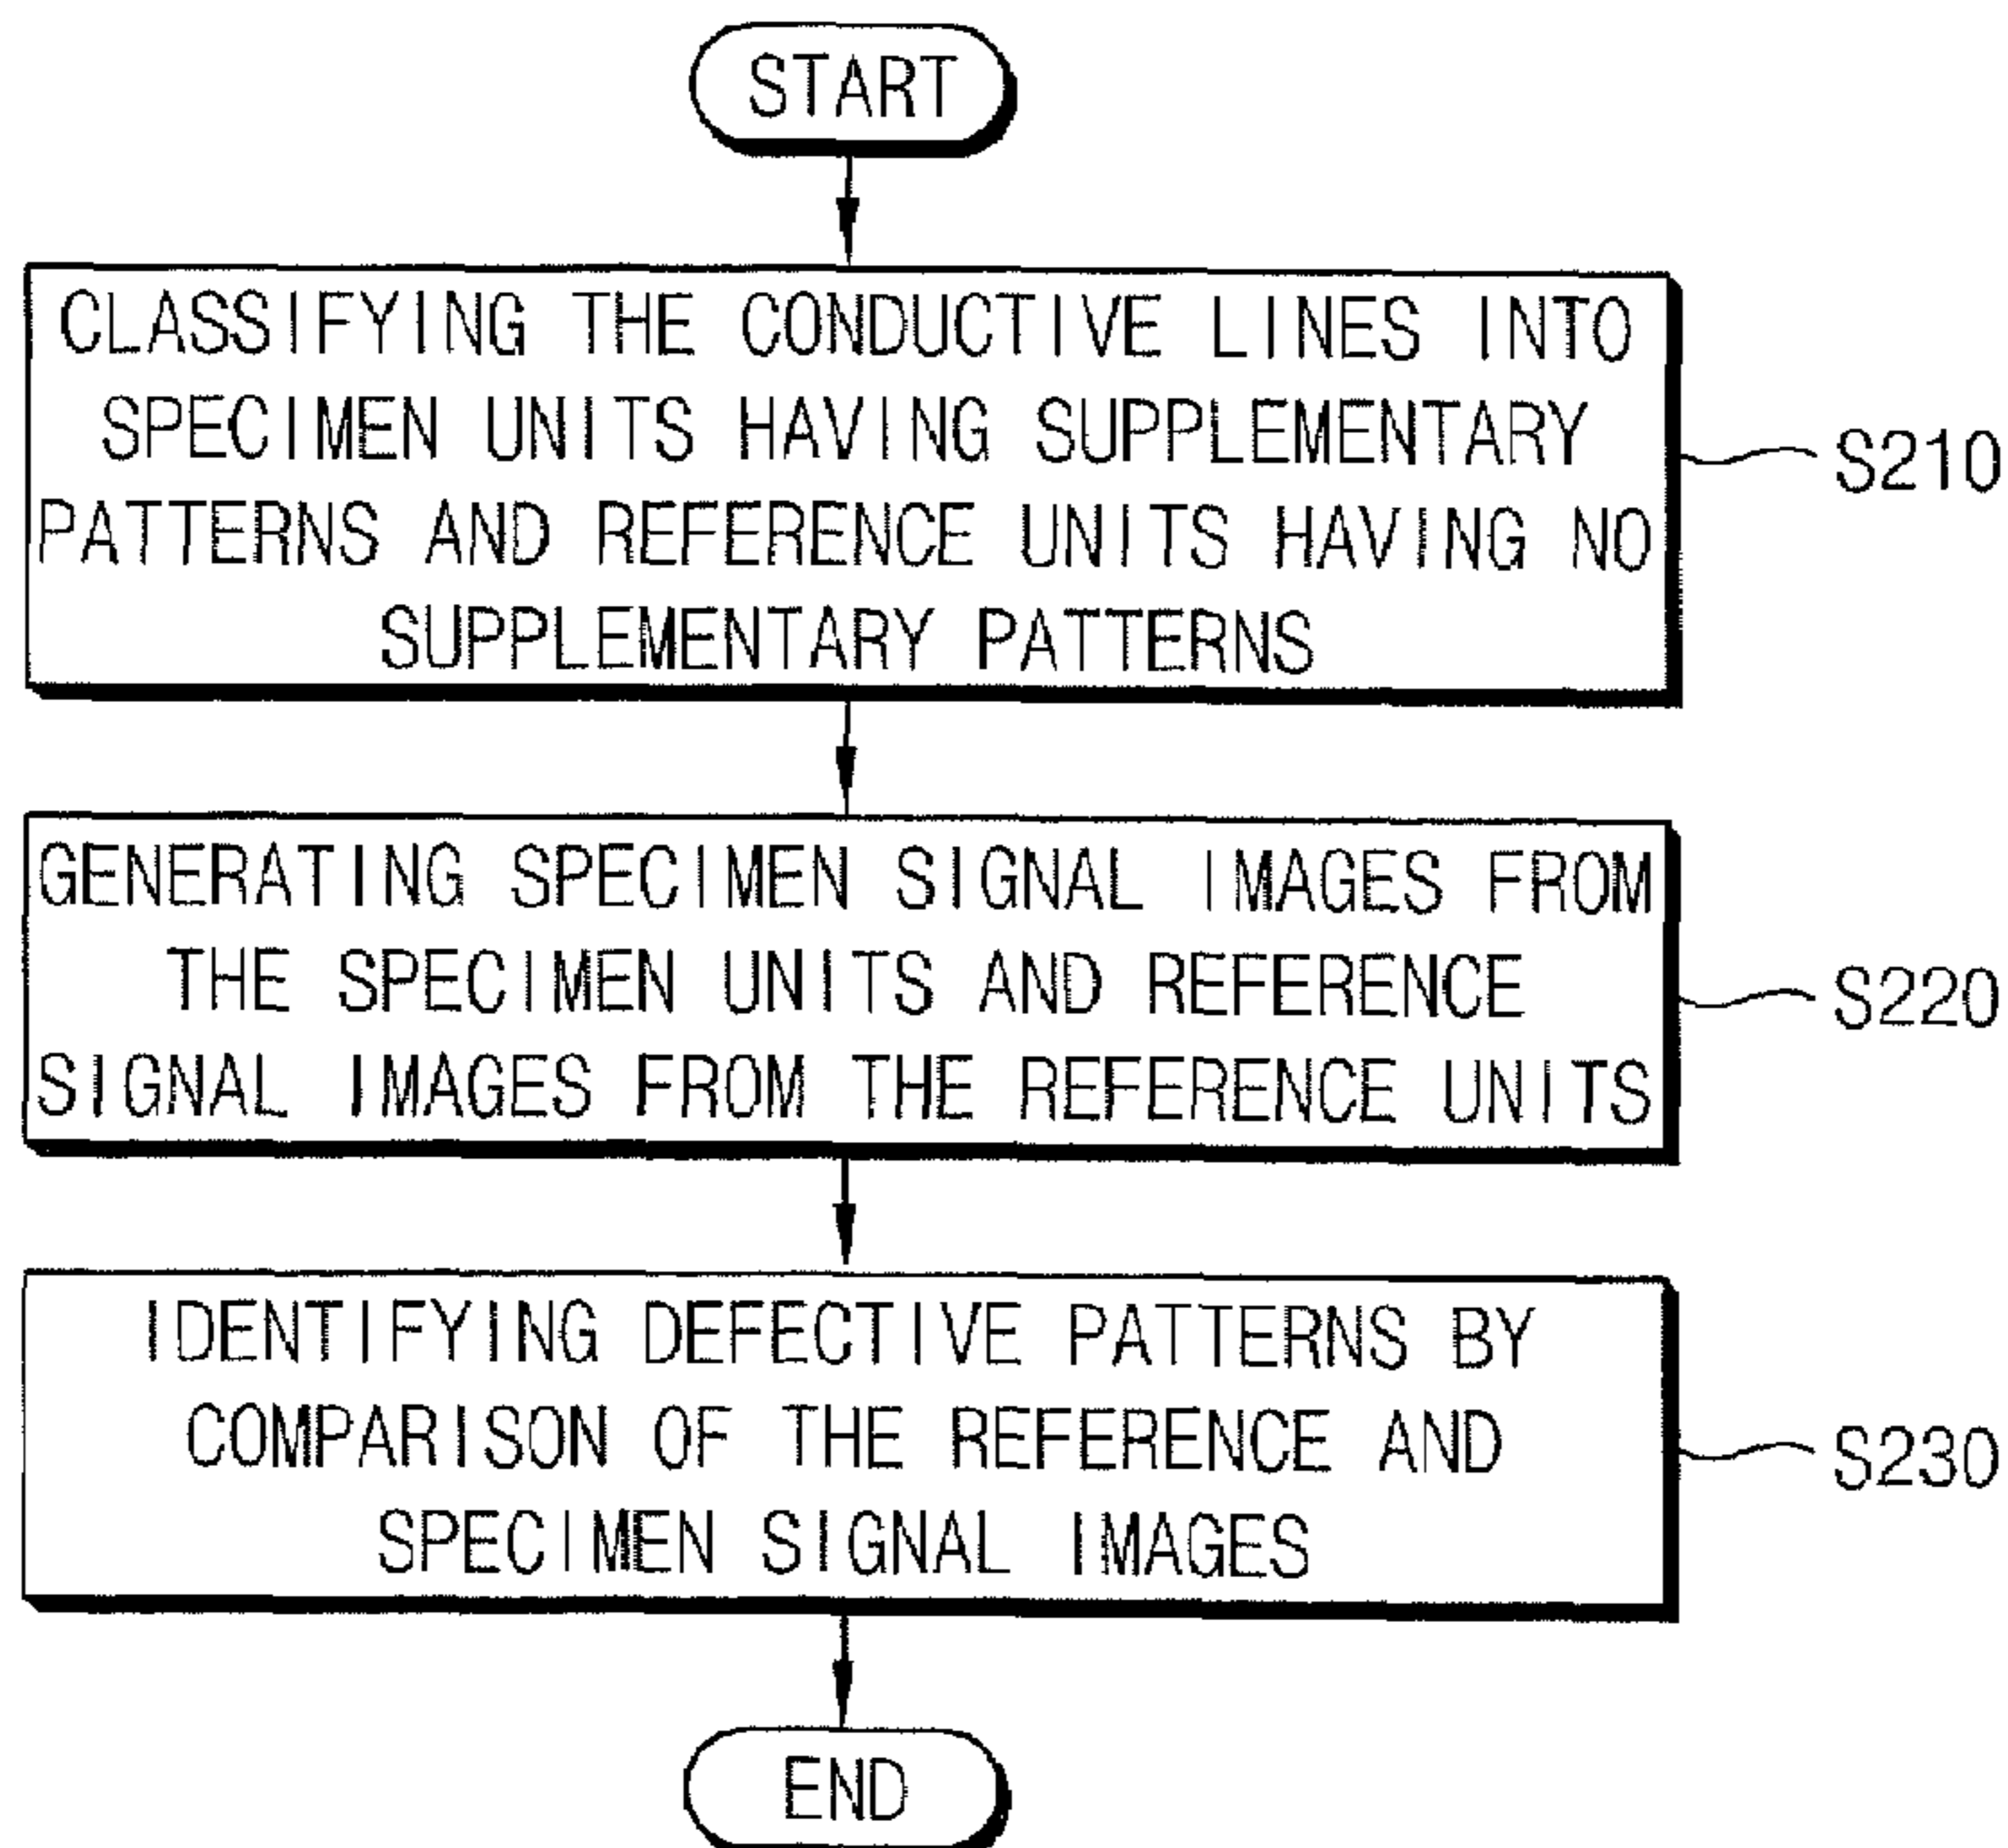 START
CLASSIFYING THE CONDUCTIVE LINES INTO
SPECIMEN UNITS HAVING SUPPLEMENTARY
PATTERNS AND REFERENCE UNITS HAVING NO
SUPPLEMENTARY PATTERNS
S210
GENERATING SPECIMEN SIGNAL IMAGES FROM
THE SPECIMEN UNITS AND REFERENCE
SIGNAL IMAGES FROM THE REFERENCE UNITS
S220
IDENTIFYING DEFECTIVE PATTERNS BY
COMPARISON OF THE REFERENCE AND
SPECIMEN SIGNAL IMAGES
S230
END